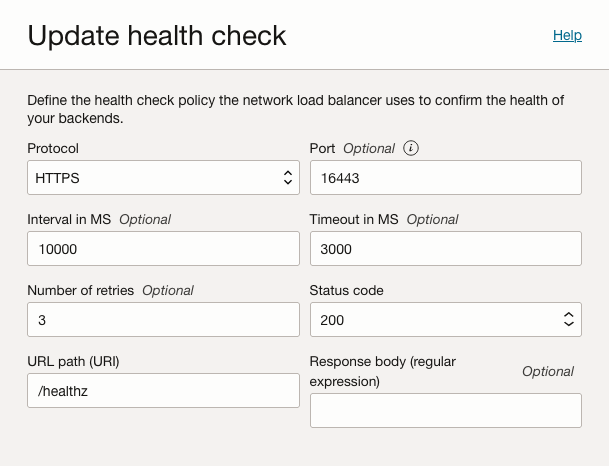 Update health check
Help
Define the health check policy the network load balancer uses to confirm the health of
your backends.
Protocol
Port Optional i
HTTPS
16443
Interval in MS Optional
Timeout in MS Optional
10000
3000
Number of retries Optional
Status code
3
200
URL path (URI)
Response body (regular
expression)
Optional
/healthz